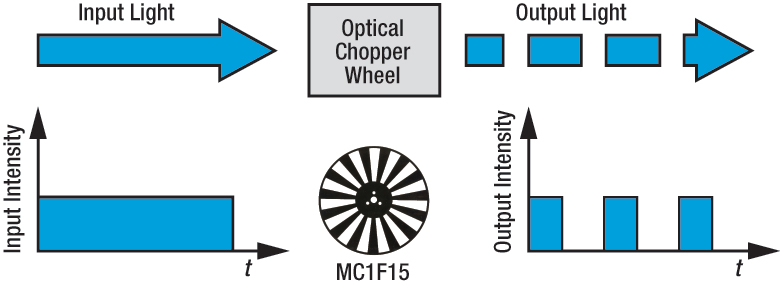 Input Light
Optical
Chopper
Wheel
Output Light
Input Intensity
t
MC1F15
Output Intensity
t